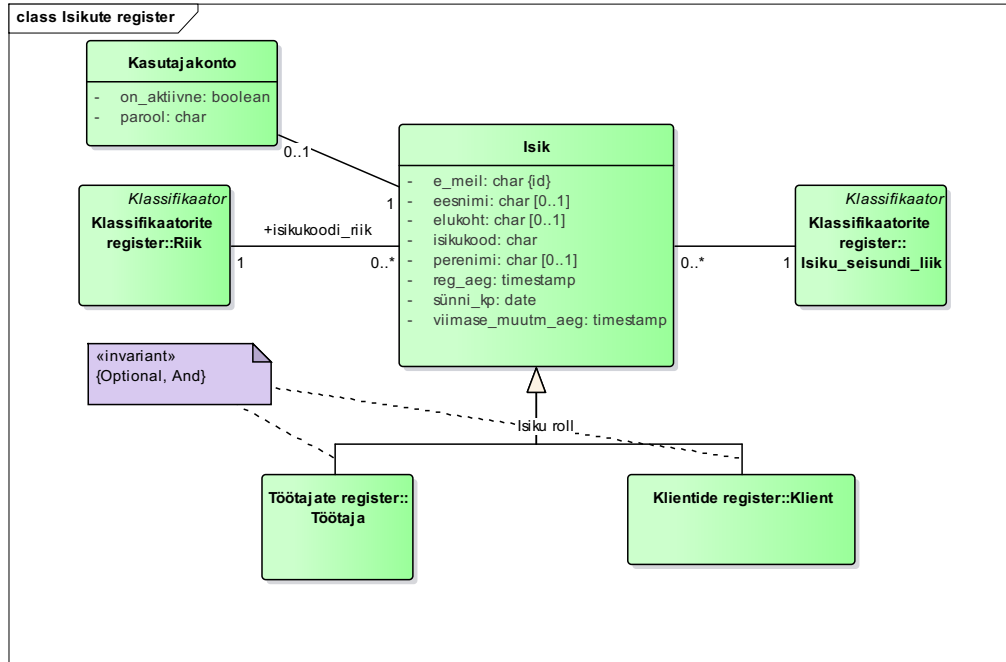 class Isikute register
Kasutajakonto
- on_aktiivne: boolean
- parool: char
0..1
1
Klassifikaator
Klassifikaatorite
register::Riik
+isikukoodi_riik
1
0..*
Isik
- e_meil: char {id}
- eesnimi: char [0..1]
- elukoht: char [0..1]
- isikukood: char
- perenimi: char [0..1]
- reg_aeg: timestamp
- sünni_kp: date
- viimase_muutm_aeg: timestamp
0..*
1
Klassifikaator
Klassifikaatorite
register::
Isiku_seisundi_liik
«invariant»
{Optional, And}
Isiku roll
Töötajate register::
Töötaja
Klientide register::Klient